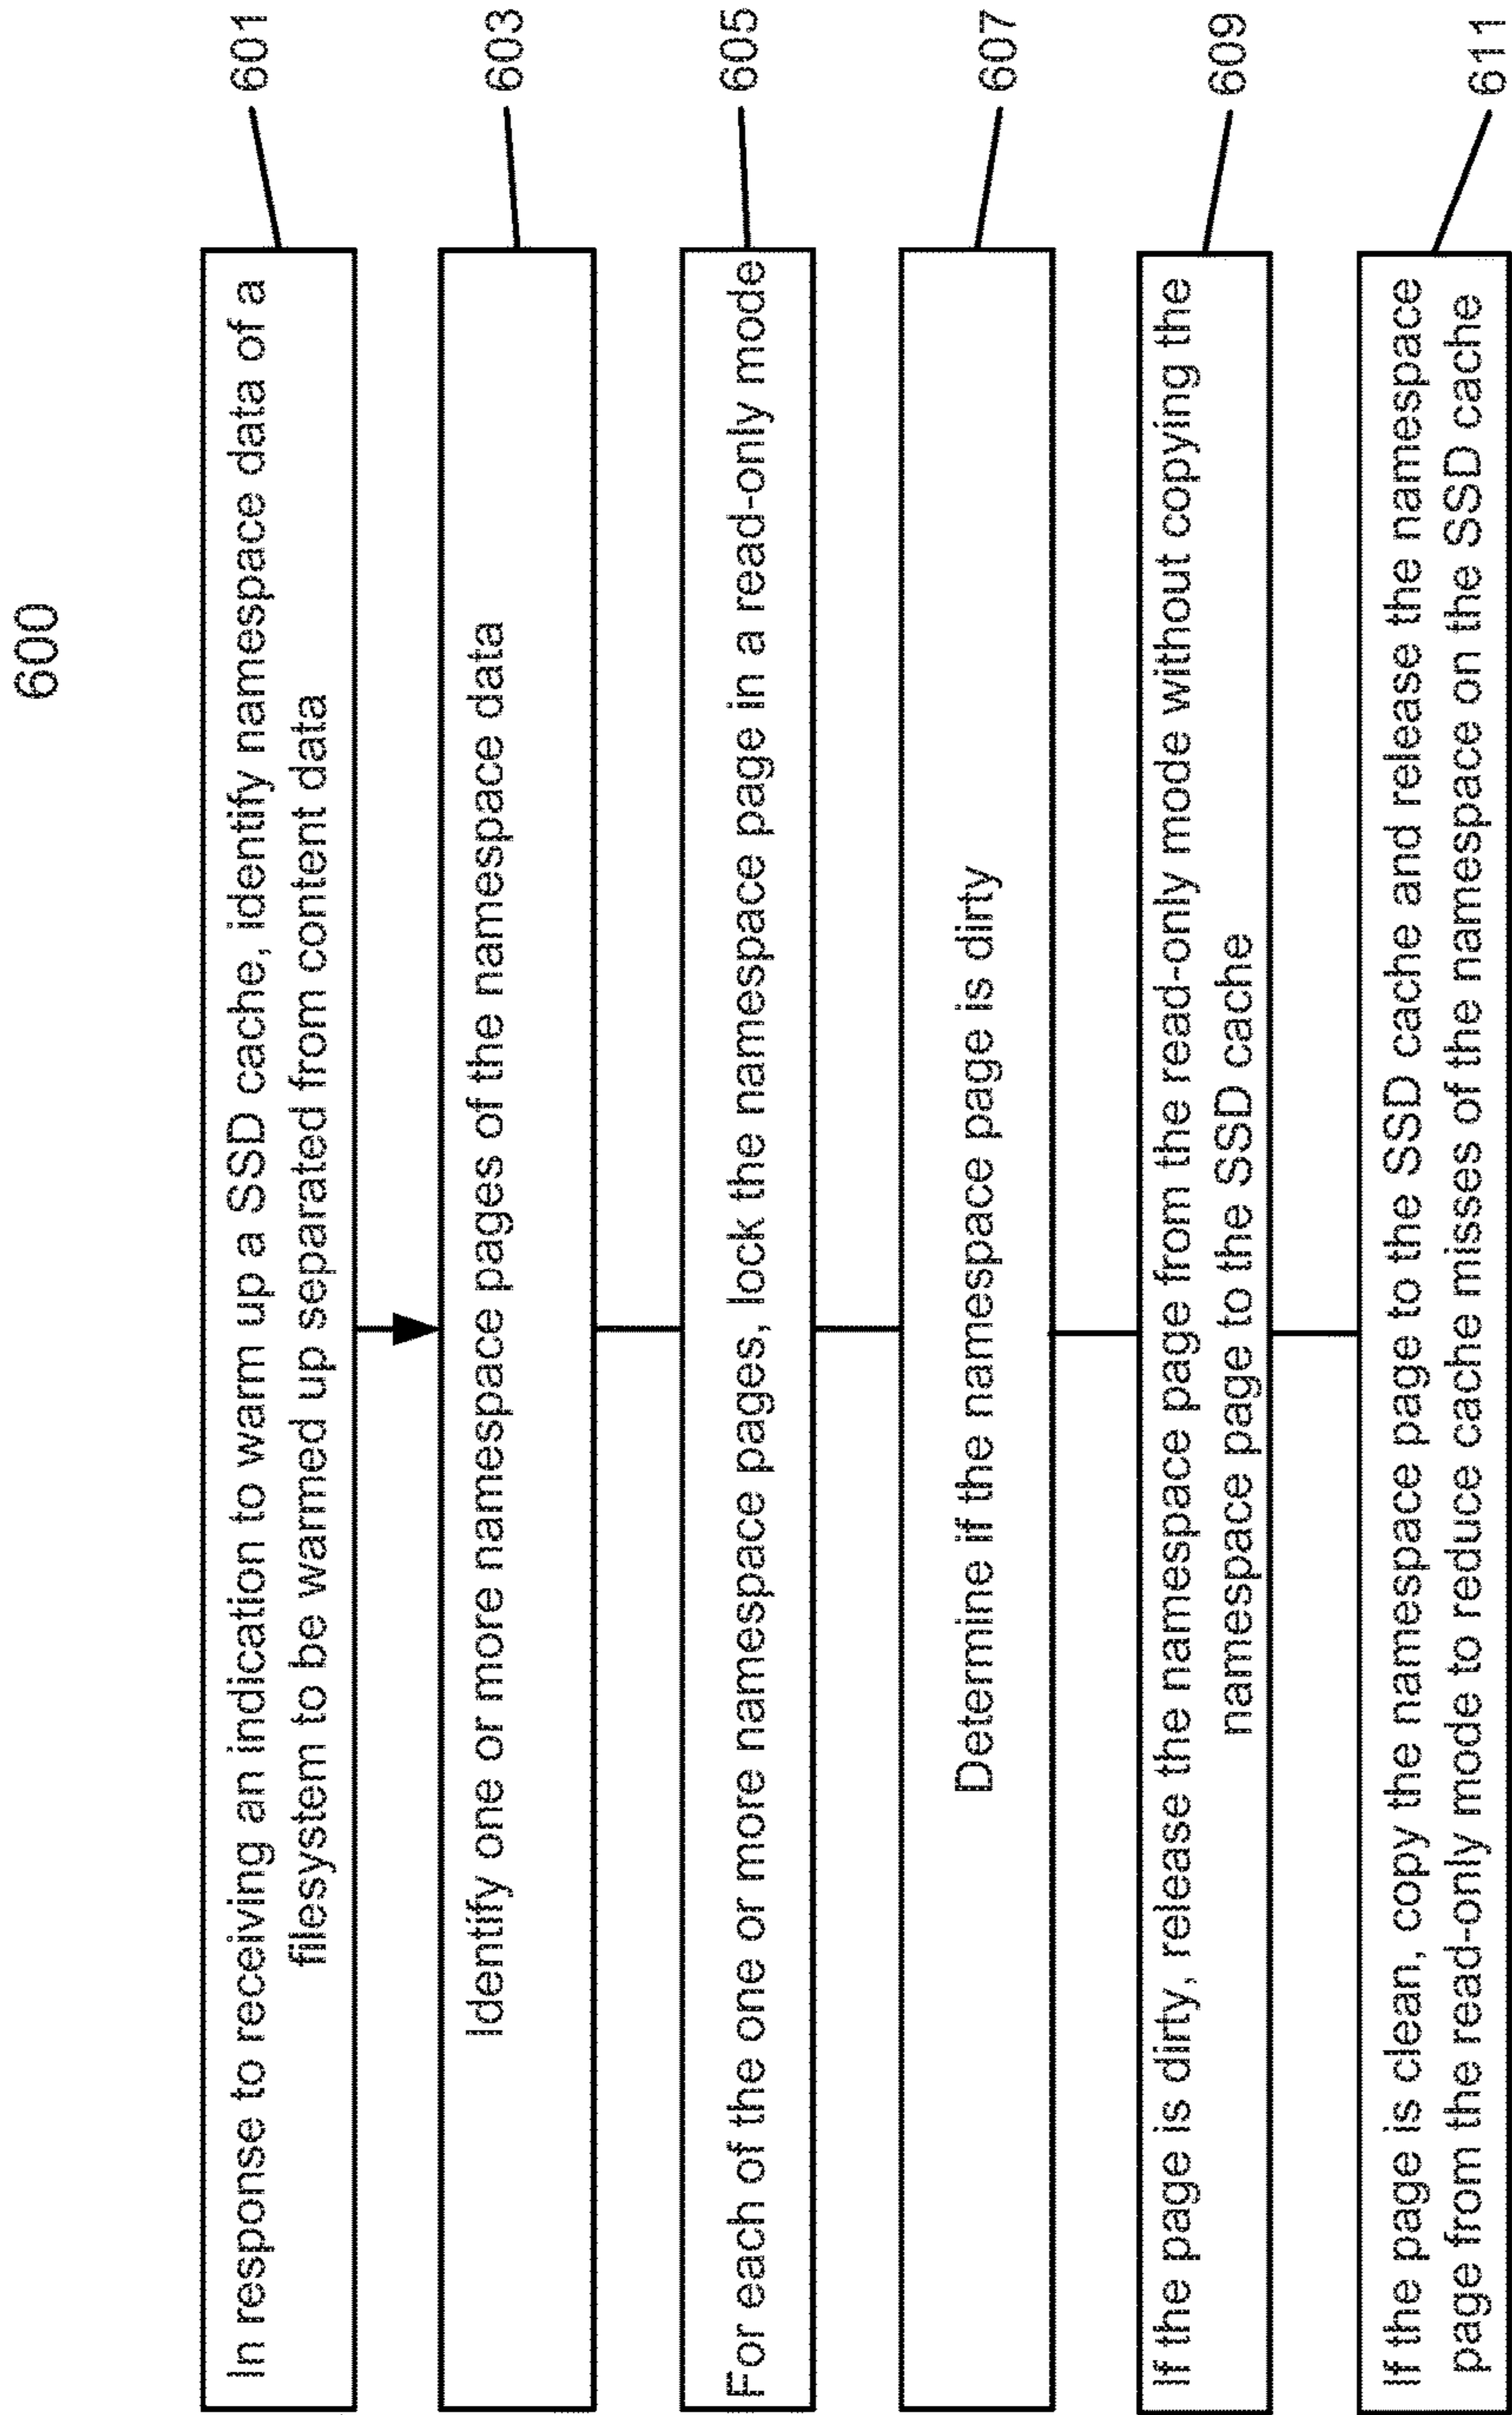 600
In response to receiving an indication to warm up a SSD cache, identify namespace data of a
filesystem to be warmed up separated from content data
601
Identify one or more namespace pages of the namespace data
603
For each of the one or more namespace pages, lock the namespace page in a read-only mode
605
Determine if the namespace page is dirty
607
If the page is dirty, release the namespace page from the read-only mode without copying the
namespace page to the SSD cache
609
If the page is clean, copy the namespace page to the SSD cache and release the namespace
page from the read-only mode to reduce cache misses of the namespace on the SSD cache
611